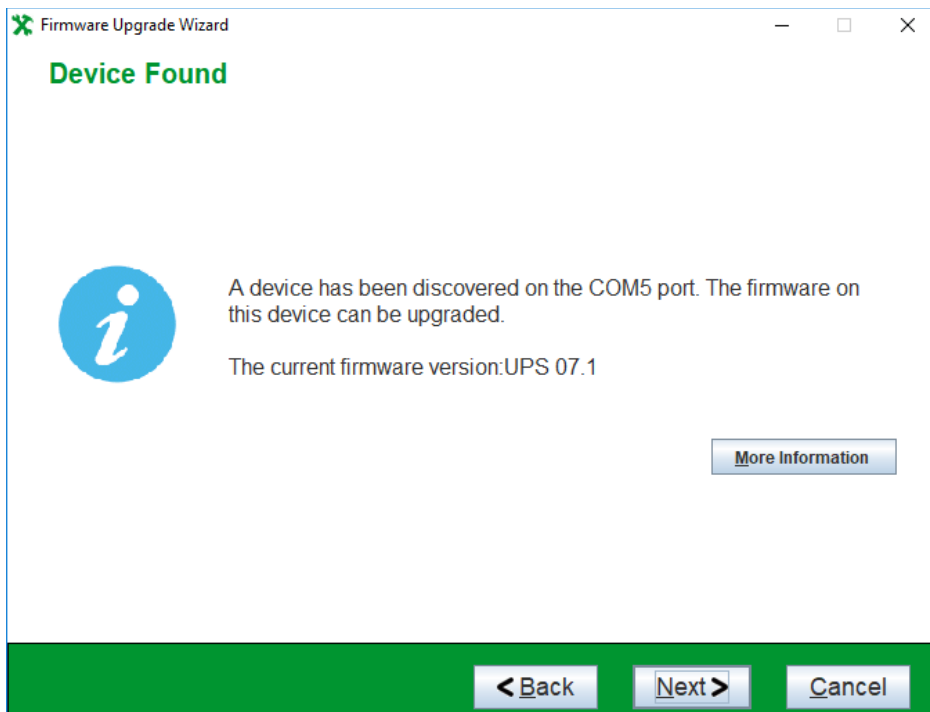 Firmware Upgrade Wizard
Device Found
A device has been discovered on the COM5 port. The firmware on
this device can be upgraded.
The current firmware version:UPS 07.1
More Information
< Back
Next >
Cancel